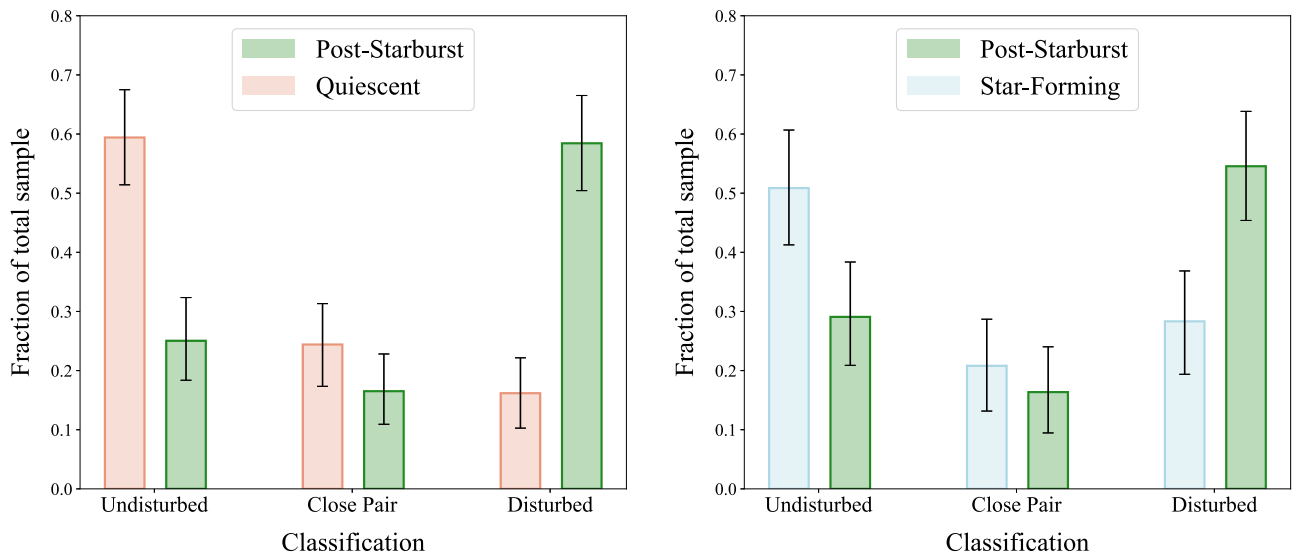 Post-Starburst
Quiescent
0.8
0.7
0.6
0.5
0.4
0.3
0.2
0.1
0.0
Fraction of total sample
Undisturbed
Close Pair
Disturbed
Classification
Post-Starburst
Star-Forming
0.8
0.7
0.6
0.5
0.4
0.3
0.2
0.1
0.0
Fraction of total sample
Undisturbed
Close Pair
Disturbed
Classification